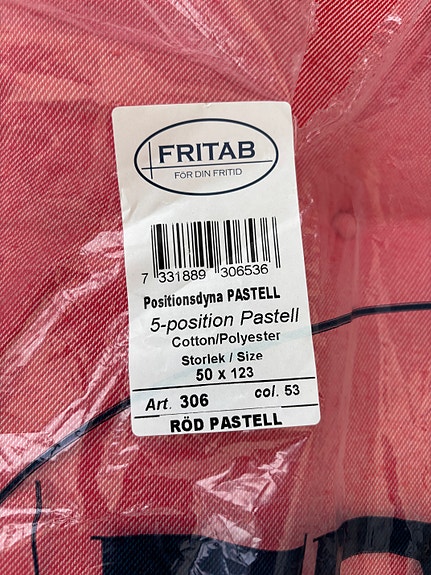 FRITAB
FÖR DIN FRITID
7 331889 306536
Positionsdyna PASTELL
5-position Pastell
Cotton/Polyester
Storlek / Size
50 x 123
Art. 306 col. 53
RÖD PASTELL